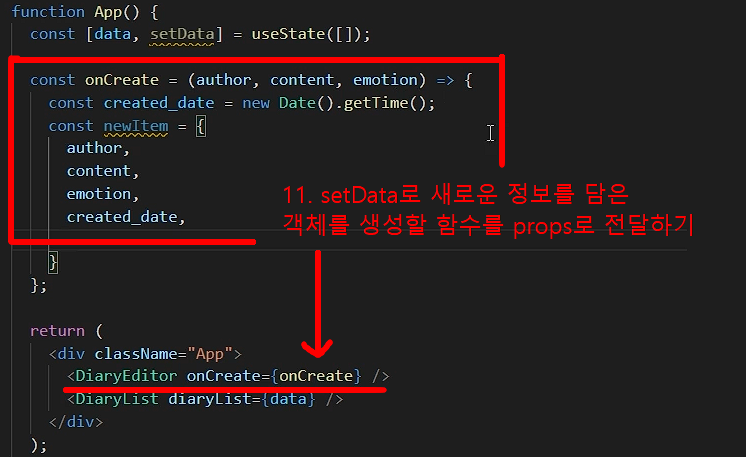 function App() {
const [data, setData] = useState([]);
const onCreate = (author, content, emotion) => {
const created_date = new Date().getTime();
const newItem = {
author,
content,
emotion,
created_date,
11. setData로 새로운 정보를 담은
객체를 생성할 함수를 props로 전달하기
}
};
return (
<div className="App">
<DiaryEditor onCreate={onCreate} />
<DiaryList diaryList={data} />
</div>
);